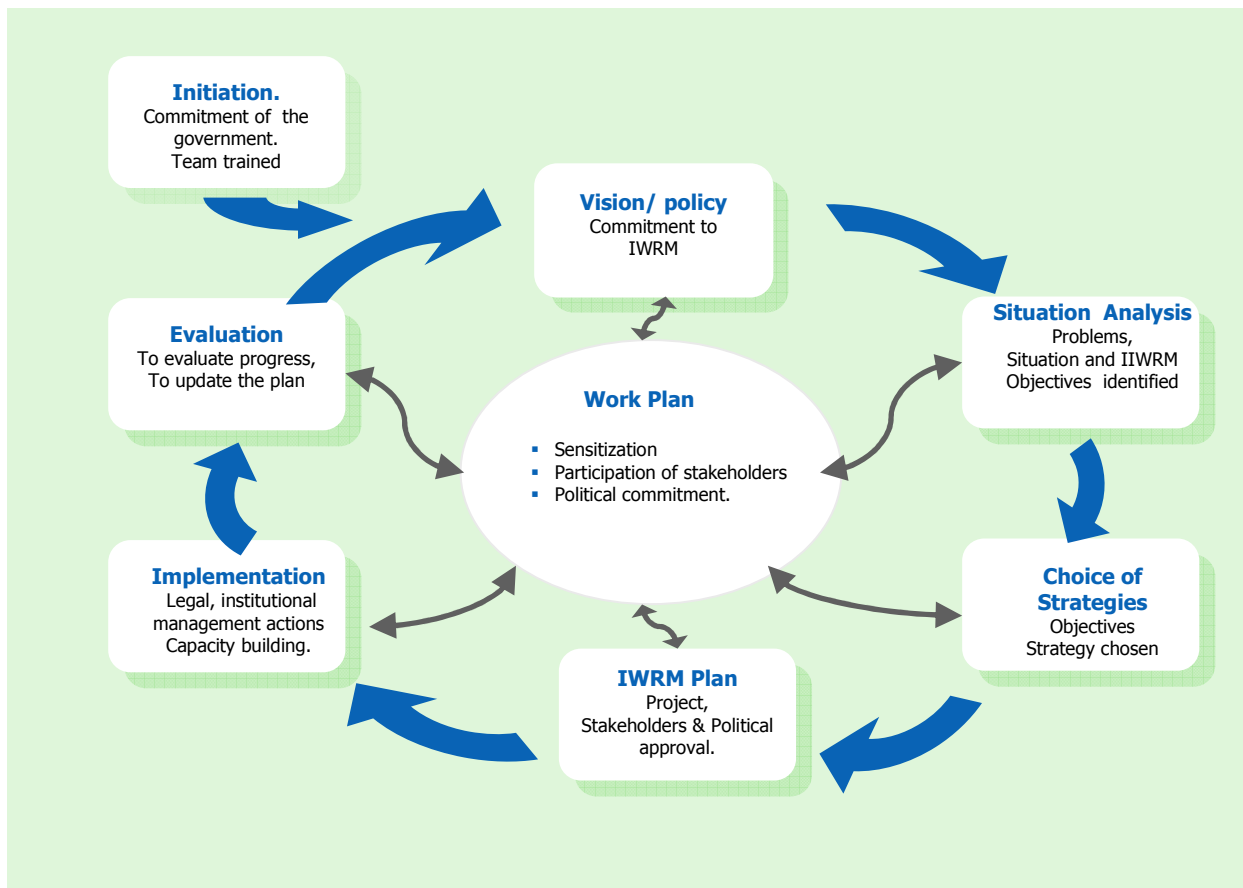 Initiation.
Commitment of the
government.
Team trained
Vision/ policy
Commitment to
IWRM
Situation Analysis
Problems,
Situation and IIWRM
Objectives identified
Choice of
Strategies
Objectives
Strategy chosen
IWRM Plan
Project,
Stakeholders & Political
approval.
Implementation
Legal, institutional
management actions
Capacity building.
Evaluation
To evaluate progress,
To update the plan
Work Plan
▪ Sensitization
▪ Participation of stakeholders
▪ Political commitment.